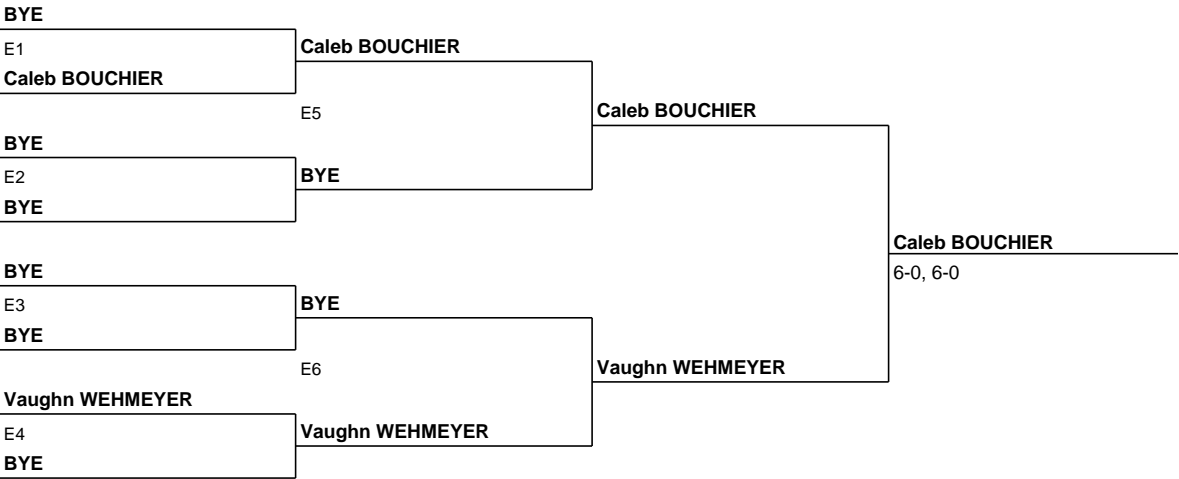 BYE
E1
Caleb BOUCHIER
BYE
E2
BYE
BYE
E3
BYE
Vaughn WEHMEYER
E4
BYE
Caleb BOUCHIER
E5
BYE
BYE
E6
Vaughn WEHMEYER
Caleb BOUCHIER
Vaughn WEHMEYER
Caleb BOUCHIER
6-0, 6-0